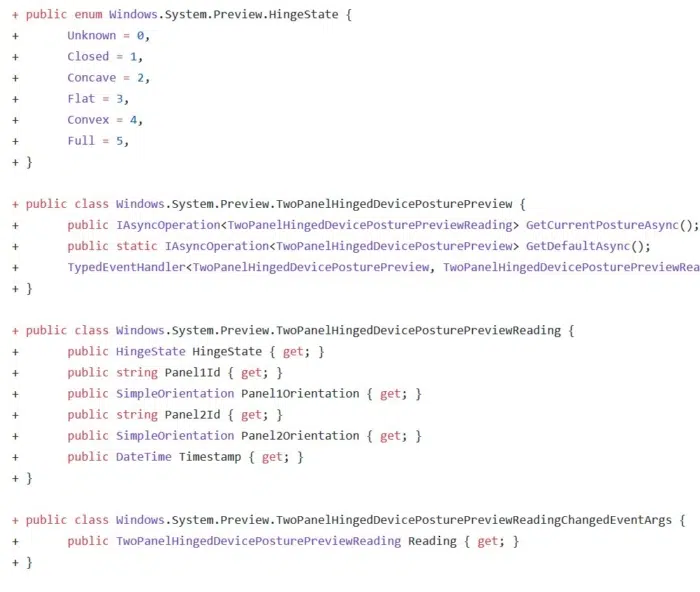 + public enum Windows.System.Preview.HingeState {
+ Unknown = 0,
+ Closed = 1,
+ Concave = 2,
+ Flat = 3,
+ Convex = 4,
+ Full = 5,
+ }
+ public class Windows.System.Preview.TwoPanelHingedDevicePosturePreview {
+ public IAsyncOperation<TwoPanelHingedDevicePosturePreviewReading> GetCurrentPostureAsync();
+ public static IAsyncOperation<TwoPanelHingedDevicePosturePreview> GetDefaultAsync();
+ TypedEventHandler<TwoPanelHingedDevicePosturePreview, TwoPanelHingedDevicePosturePreviewRea
+ }
+ public class Windows.System.Preview.TwoPanelHingedDevicePosturePreviewReading {
+ public HingeState HingeState { get; }
+ public string Panel1Id { get; }
+ public SimpleOrientation Panel1Orientation { get; }
+ public string Panel2Id { get; }
+ public SimpleOrientation Panel2Orientation { get; }
+ public DateTime Timestamp { get; }
+ }
+ public class Windows.System.Preview.TwoPanelHingedDevicePosturePreviewReadingChangedEventArgs {
+ public TwoPanelHingedDevicePosturePreviewReading Reading { get; }
+ }